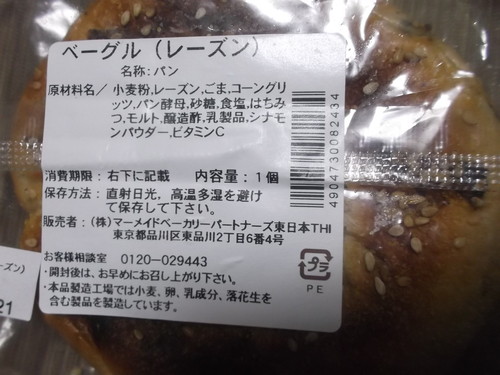 ベーグル(レーズン)
名称:パン
原材料名/ 小麦粉,レーズン,ごま,コーングリ
ッツ,パン酵母,砂糖,食塩,はちみ
つ,モルト,醸造酢,乳製品,シナモ
ンパウダー,ビタミンC
消費期限: 右下に記載 内容量:1個
保存方法: 直射日光,高温多湿を避け
て保存して下さい。
販売者: (株)マーメイドベーカリーパートナーズ東日本THI
東京都品川区東品川2丁目6番4号
お客様相談室 0120-029443
・開封後は、お早めにお召し上がり下さい。
・本品製造工場では小麦、卵、乳成分、落花生を
含む製品を製造しています。
4904730082434
プラ
PE
ーズン)
21